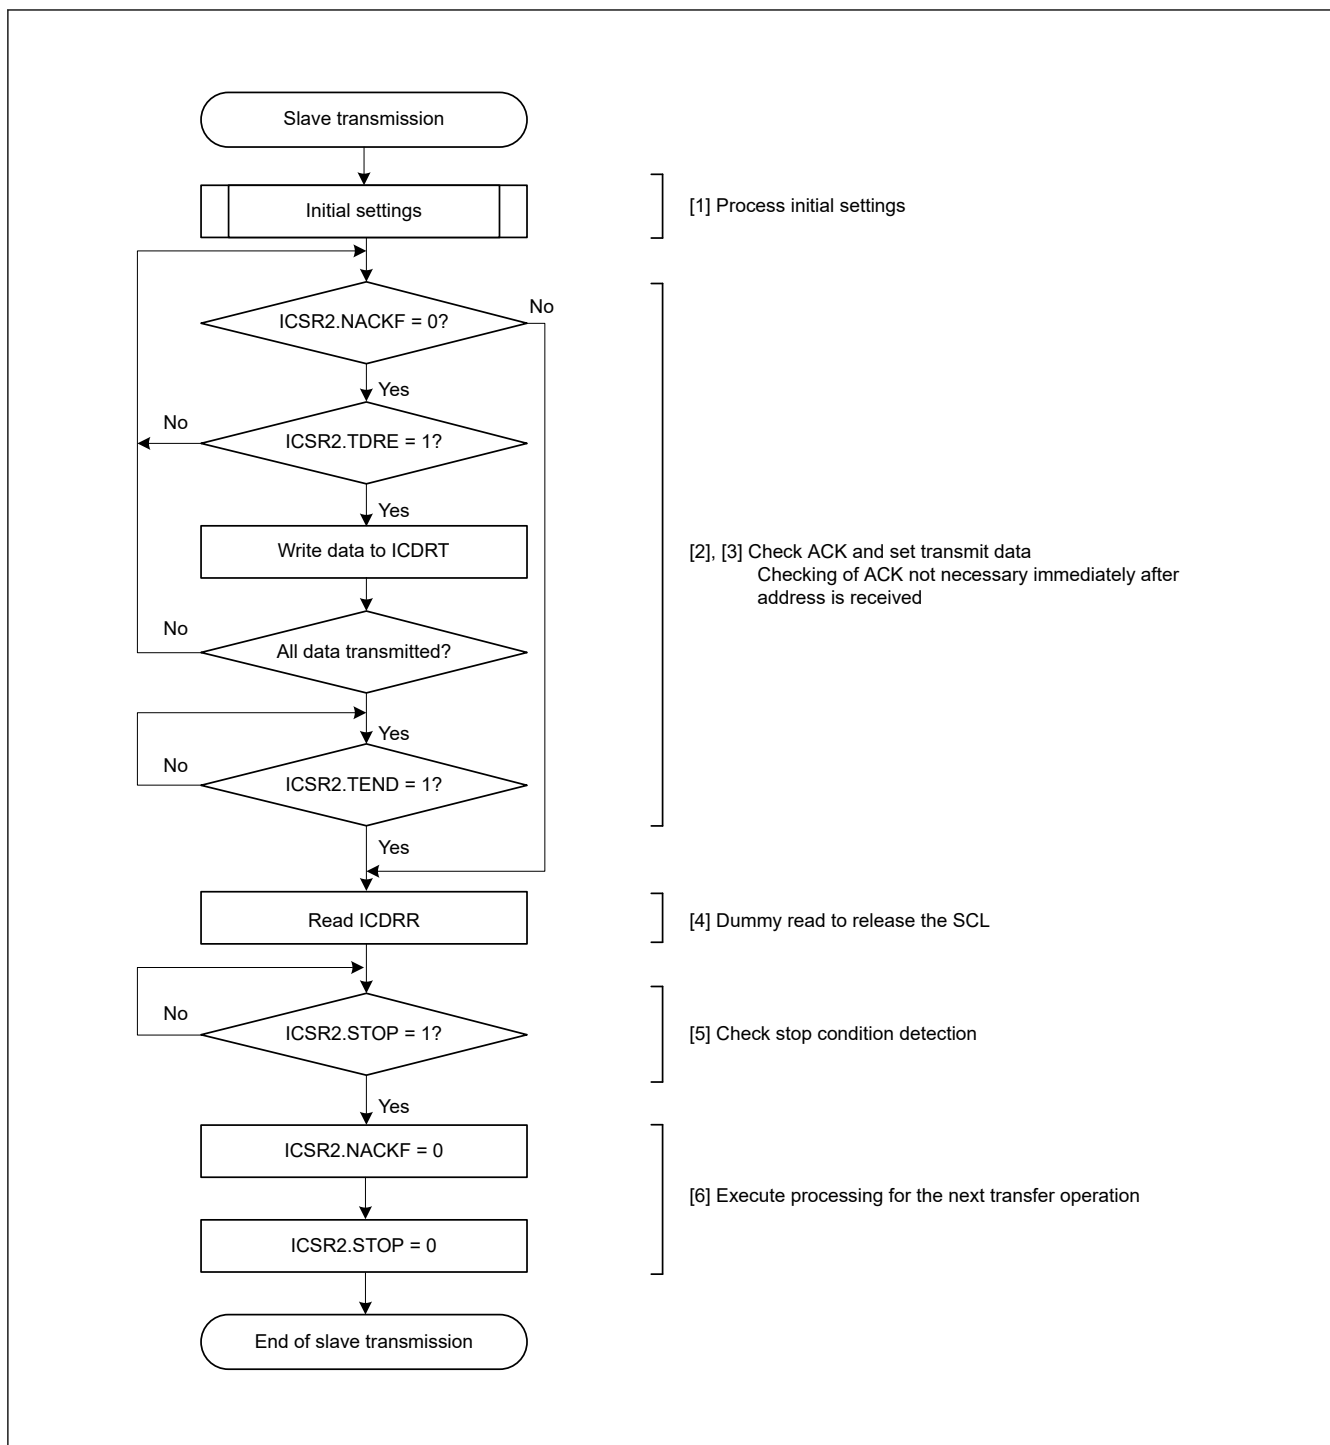 Slave transmission
Initial settings
[1] Process initial settings
ICSR2.NACKF = 0?
No
Yes
No
ICSR2.TDRE = 1?
Yes
Write data to ICDRT
[2], [3] Check ACK and set transmit data
Checking of ACK not necessary immediately after
address is received
No
All data transmitted?
Yes
No
ICSR2.TEND = 1?
Yes
Read ICDRR
[4] Dummy read to release the SCL
No
ICSR2.STOP = 1?
[5] Check stop condition detection
Yes
ICSR2.NACKF = 0
[6] Execute processing for the next transfer operation
ICSR2.STOP = 0
End of slave transmission